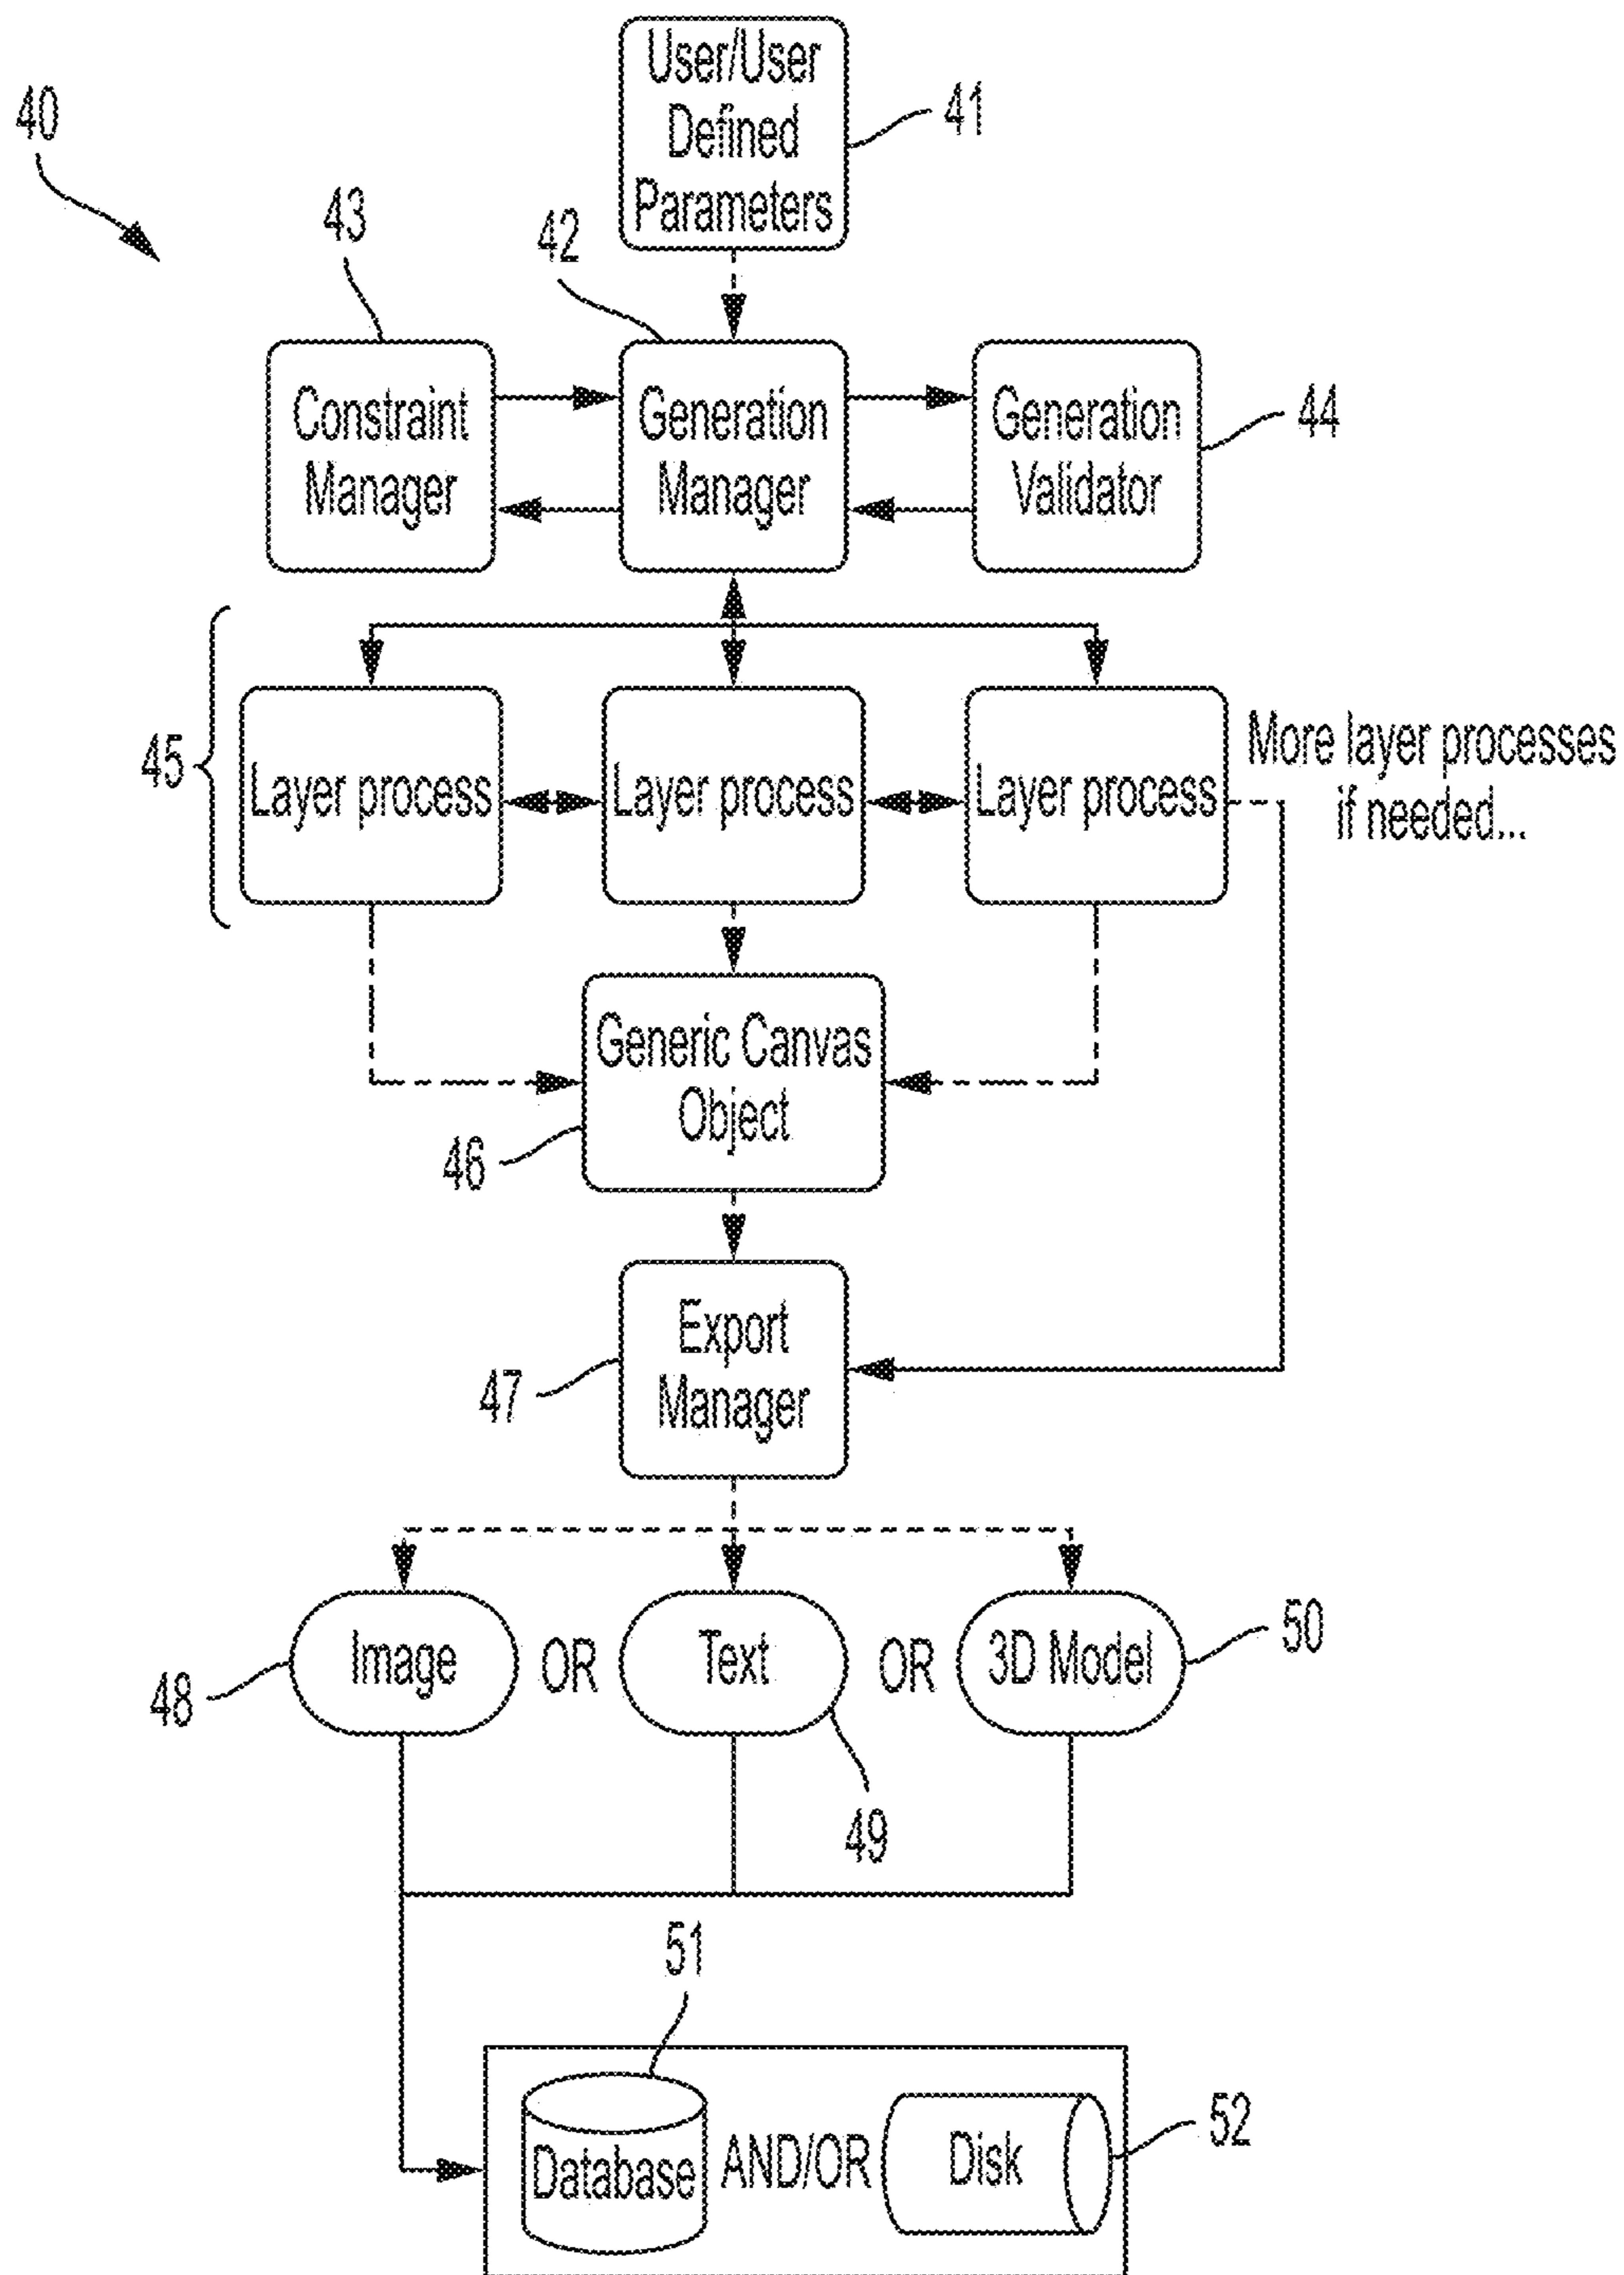 User/User
Defined
Parameters
41
40
43
42
Constraint
Manager
Generation
Manager
Generation
Validator
44
45
Layer process
Layer process
Layer process
More layer processes
if needed...
Generic Canvas
Object
46
Export
Manager
47
Image
OR
Text
OR
3D Model
50
48
49
51
Database
AND/OR
Disk
52